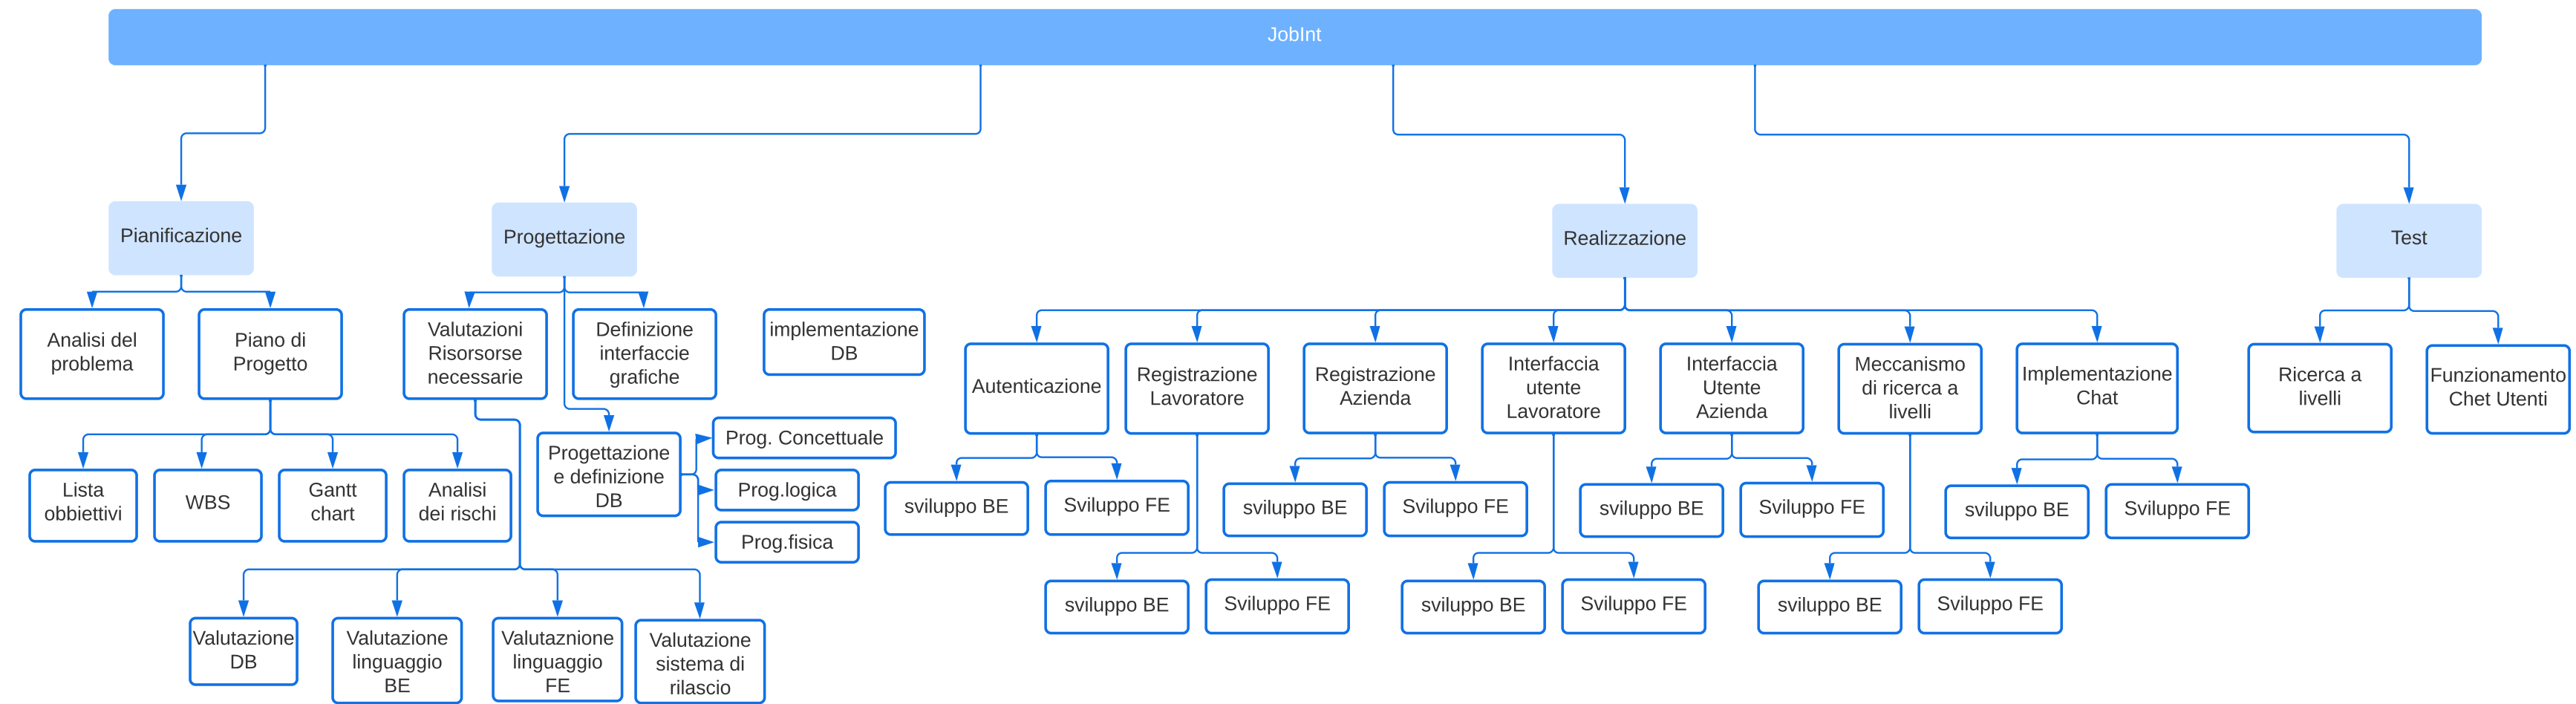 JobInt
Pianificazione
Progettazione
Realizzazione
Test
Analisi del
problema
Piano di
Progetto
Valutazioni
Risorsorse
necessarie
Definizione
interfaccie
grafiche
implementazione
DB
Autenticazione
Registrazione
Lavoratore
Registrazione
Azienda
Interfaccia
utente
Lavoratore
Interfaccia
Utente
Azienda
Meccanismo
di ricerca a
livelli
Implementazione
Chat
Ricerca a
livelli
Funzionamento
Chet Utenti
Lista
obbiettivi
WBS
Gantt
chart
Analisi
dei rischi
Progettazione
e definizione
DB
Prog. Concettuale
Prog.logica
Prog.fisica
sviluppo BE
Sviluppo FE
sviluppo BE
Sviluppo FE
sviluppo BE
Sviluppo FE
sviluppo BE
Sviluppo FE
sviluppo BE
Sviluppo FE
sviluppo BE
Sviluppo FE
sviluppo BE
Sviluppo FE
Valutazione
DB
Valutazione
linguaggio
BE
Valutaznione
linguaggio
FE
Valutazione
sistema di
rilascio